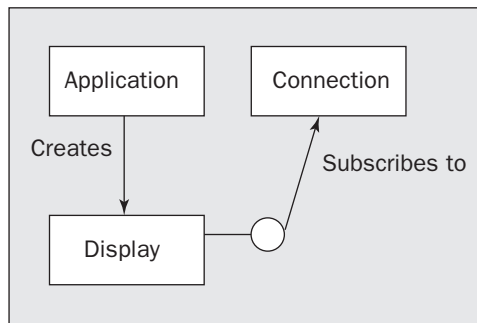 Application
Connection
Creates
Subscribes to
Display